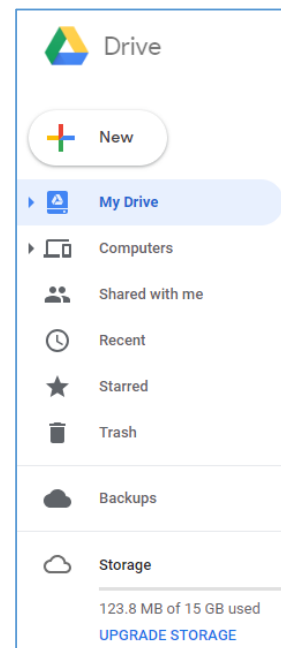 Drive
New
My Drive
Computers
Shared with me
Recent
Starred
Trash
Backups
Storage
123.8 MB of 15 GB used
UPGRADE STORAGE